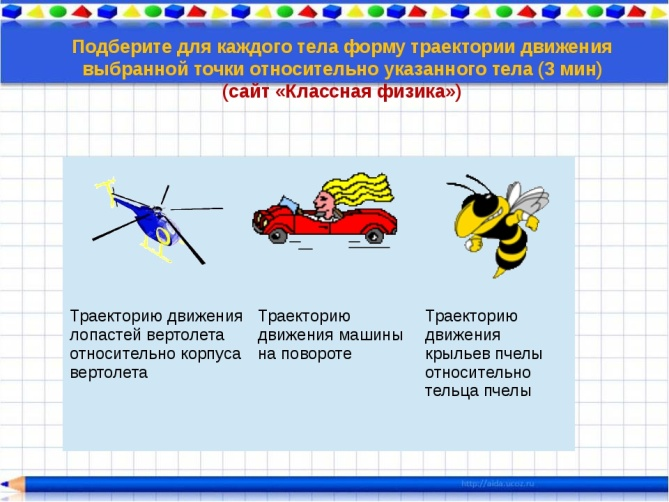 Подберите для каждого тела форму траектории движения
выбранной точки относительно указанного тела (3 мин)
(сайт «Классная физика»)
Траекторию движения
лопастей вертолета
относительно корпуса
вертолета
Траекторию
движения машины
на повороте
Траекторию
движения
крыльев пчелы
относительно
тельца пчелы
http://aida.ucoz.ru